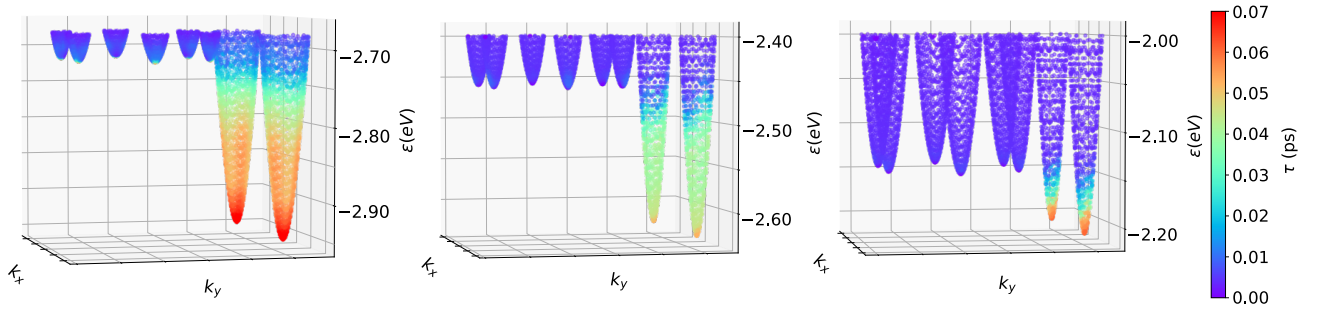 −2.70
−2.80
−2.90
ε(eV)
k_x
k_y
−2.40
−2.50
−2.60
ε(eV)
k_x
k_y
−2.00
−2.10
−2.20
ε(eV)
k_x
k_y
0.07
0.06
0.05
0.04
0.03
0.02
0.01
0.00
τ (ps)